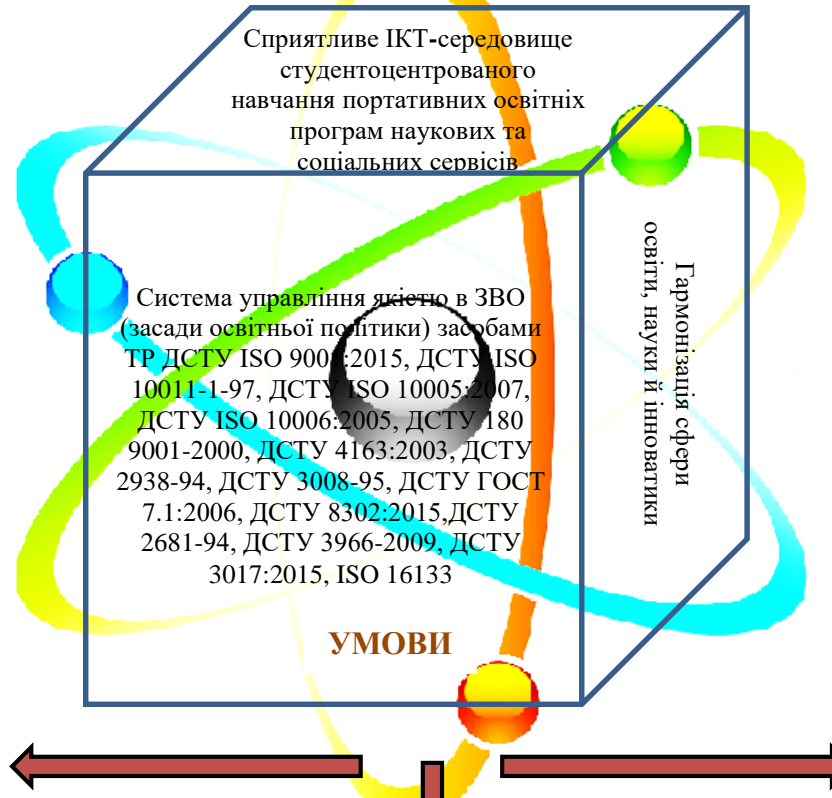 Сприятливе ІКТ-середовище
студентоцентрованого
навчання портативних освітніх
програм наукових та
соціальних сервісів
Система управління якістю в ЗВО
(засади освітньої політики) засобами
ТР ДСТУ ISO 9001:2015, ДСТУ ISO
10011-1-97, ДСТУ ISO 10005:2007,
ДСТУ ISO 10006:2005, ДСТУ 180
9001-2000, ДСТУ 4163:2003, ДСТУ
2938-94, ДСТУ 3008-95, ДСТУ ГОСТ
7.1:2006, ДСТУ 8302:2015,ДСТУ
2681-94, ДСТУ 3966-2009, ДСТУ
3017:2015, ISO 16133
УМОВИ
Гармонізація сфери
освіти, науки й інноватики